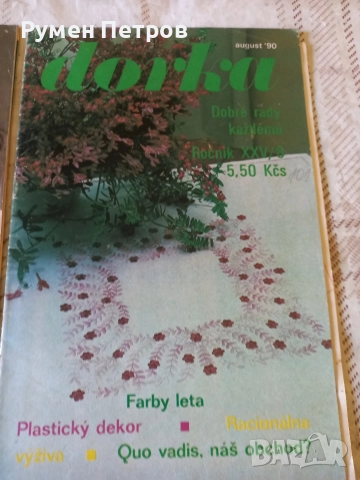 Румен Петров
august '90
dorka
Dobré rady
každému
Ročník XXV, 8
5,50 Kčs
Farby leta
Plastický dekor ■ Racionálna
výživa ■ Quo vadis, náš obchod?
bazar